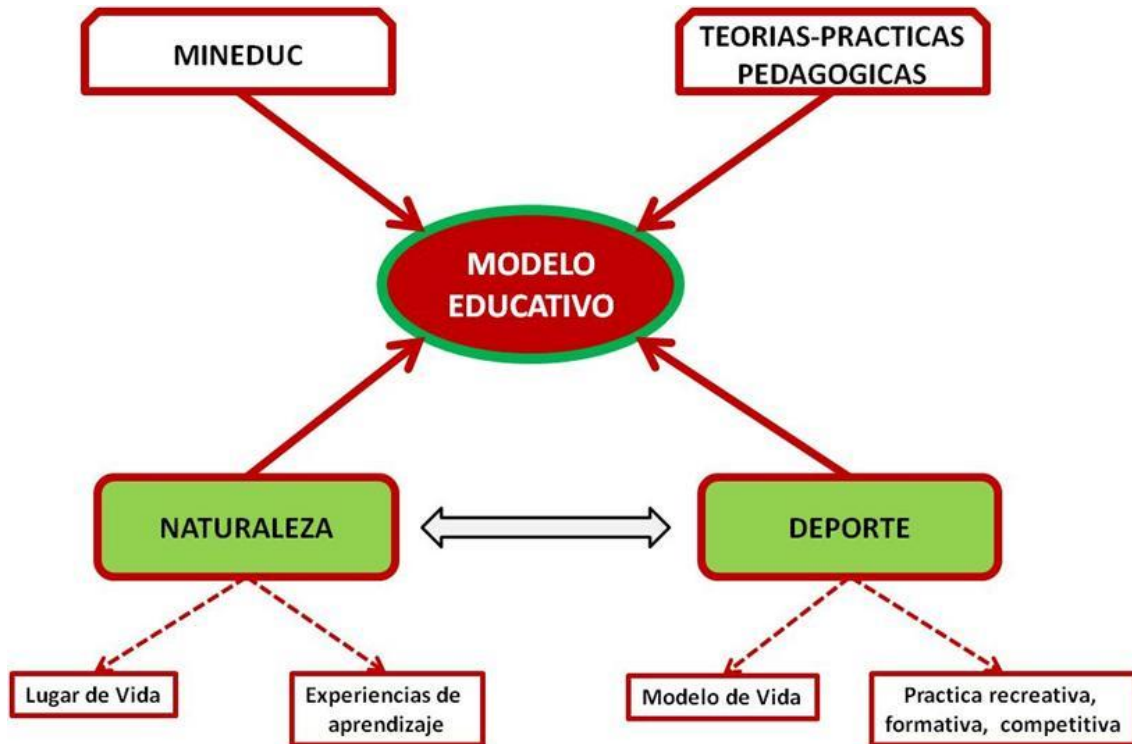 MINEDUC
TEORIAS-PRACTICAS
PEDAGOGICAS
MODELO
EDUCATIVO
NATURALEZA
DEPORTE
Lugar de Vida
Experiencias de
aprendizaje
Modelo de Vida
Practica recreativa,
formativa, competitiva